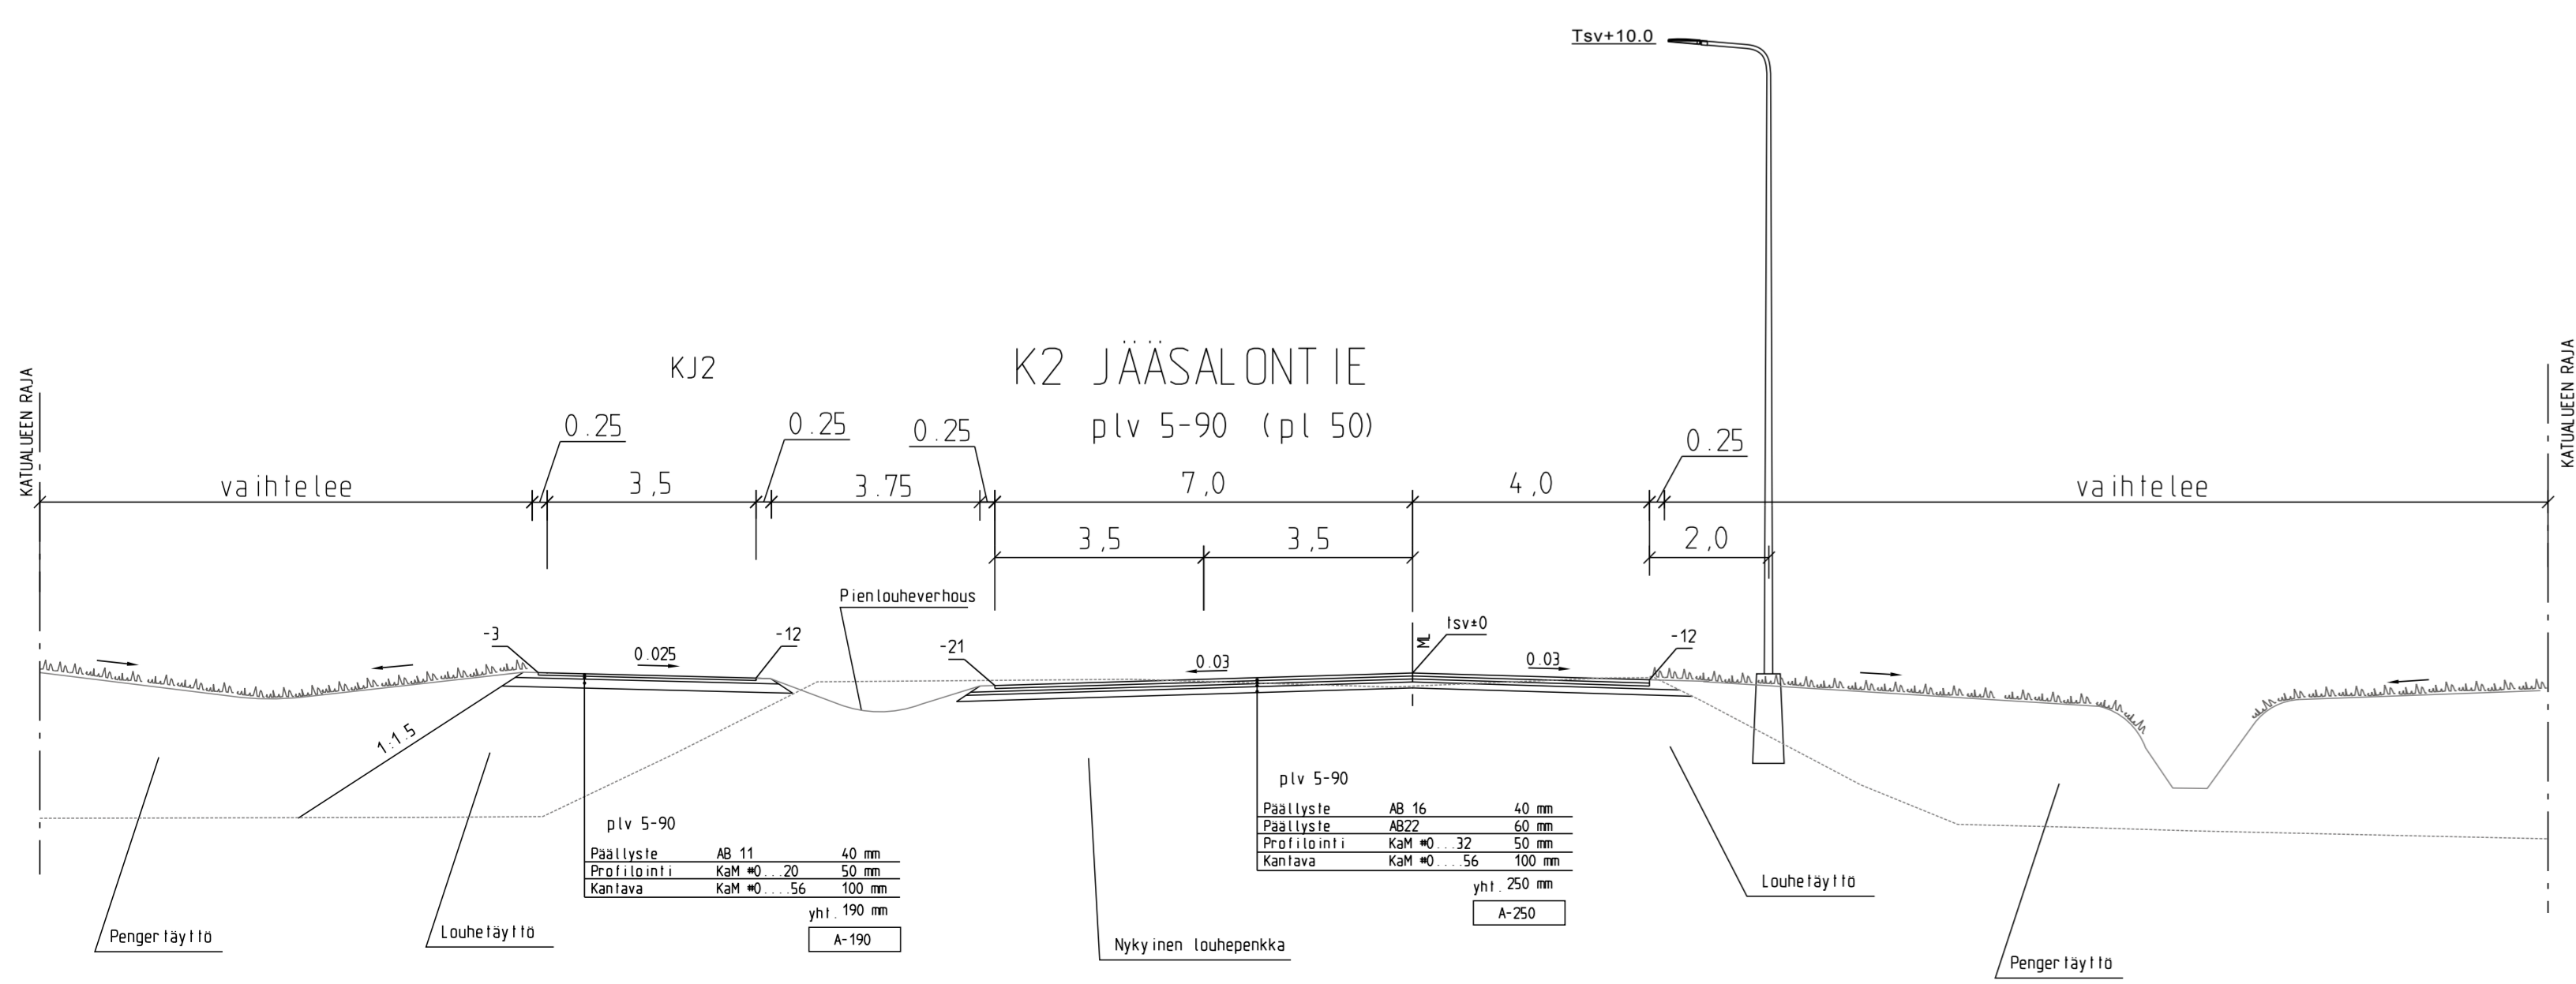 Tsv+10.0
KATUALUEEN RAJA
KATUALUEEN RAJA
KJ2
K2 JÄÄSALONTIE
plv 5-90 (pl 50)
0.25
0.25
0.25
0.25
vaihtelee
3,5
3.75
7,0
4,0
vaihtelee
3,5
3,5
2,0
Pienlouheverhous
-3
0.025
-12
-21
0.03
ML
tsv±0
0.03
-12
1:1.5
plv 5-90
Päällyste AB 11 40 mm
Profilointi KaM #0...20 50 mm
Kantava KaM #0....56 100 mm
yht. 190 mm
A-190
plv 5-90
Päällyste AB 16 40 mm
Päällyste AB22 60 mm
Profilointi KaM #0...32 50 mm
Kantava KaM #0....56 100 mm
yht. 250 mm
A-250
Pengertäyttö
Louhetäyttö
Nykyinen louhepenkka
Louhetäyttö
Pengertäyttö